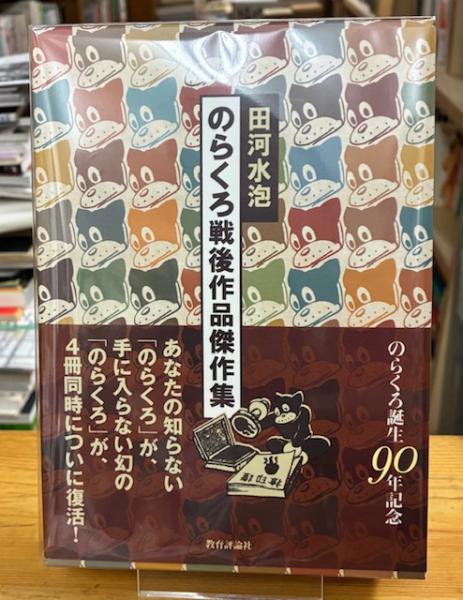 田河水泡
のらくろ戦後作品傑作集
のらくろ誕生
90年記念
あなたの知らない
「のらくろ」が、
手に入らない幻の
「のらくろ」が、
4冊同時についに復活!
教育評論社